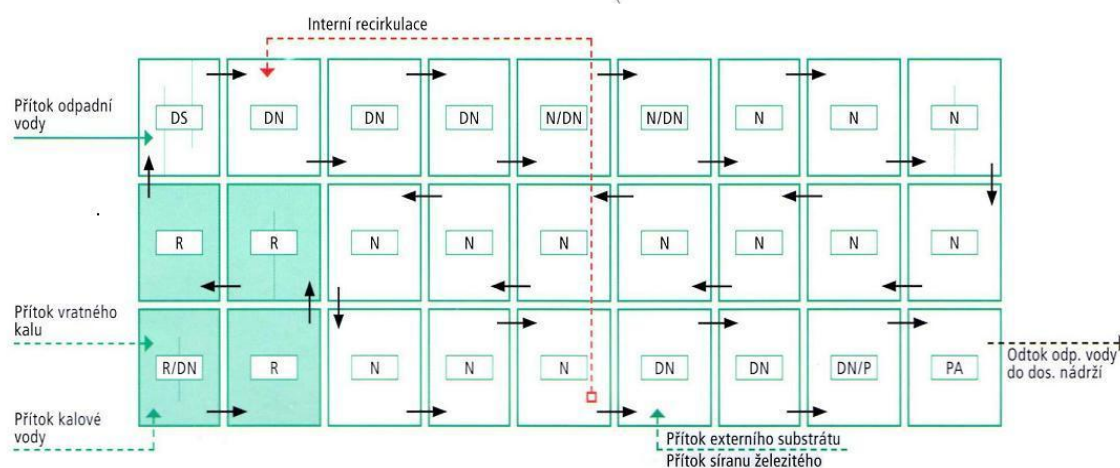 Interní recirkulace
Přítok odpadní
vody
DS
DN
DN
DN
N/DN
N/DN
N
N
N
R
R
N
N
N
N
N
N
N
Přítok vratného
kalu
R/DN
R
N
N
N
DN
DN
DN/P
PA
Odtok odp. vody
do dos. nádrží
Přítok kalové
vody
Přítok externího substrátu
Přítok síranu železitého